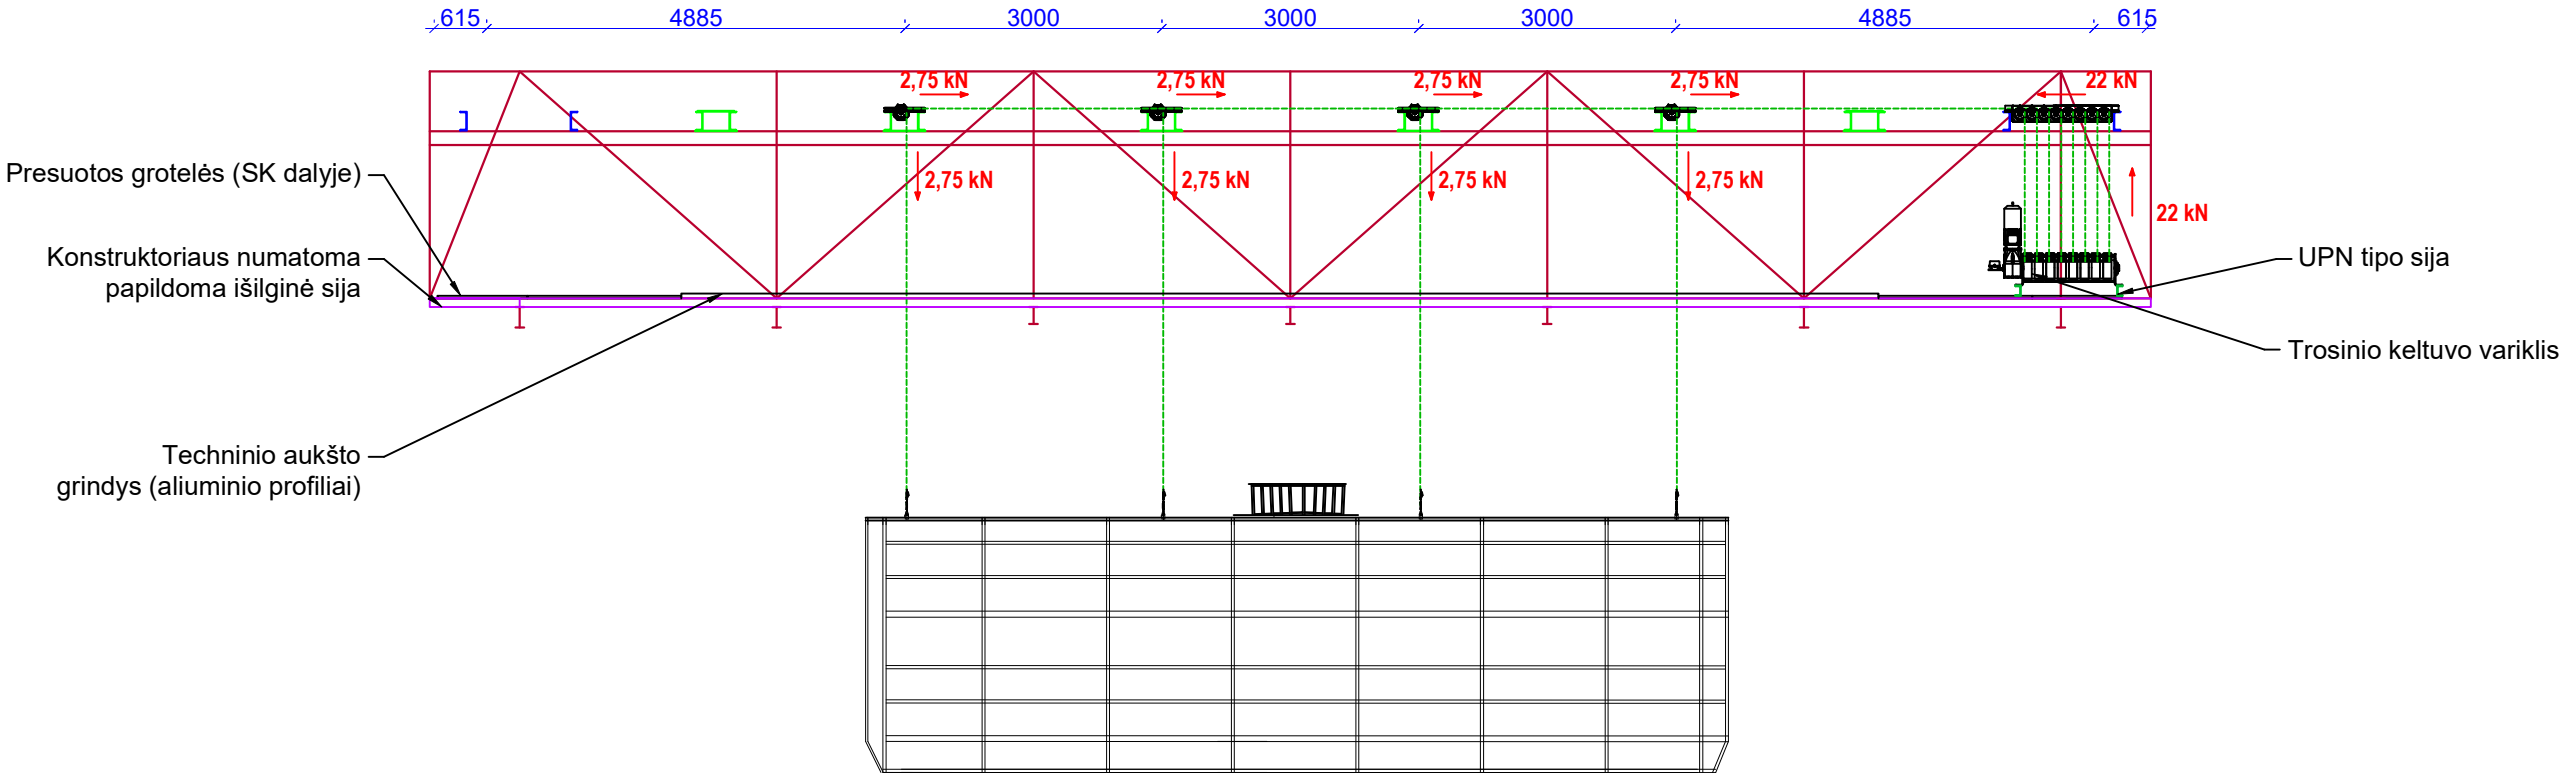 615
4885
3000
3000
3000
4885
615
2,75 kN
2,75 kN
2,75 kN
2,75 kN
22 kN
2,75 kN
2,75 kN
2,75 kN
2,75 kN
22 kN
Presuotos grotelės (SK dalyje)
Konstruktoriaus numatoma
papildoma išilginė sija
Techninio aukšto
grindys (aliuminio profiliai)
UPN tipo sija
Trosinio keltuvo variklis